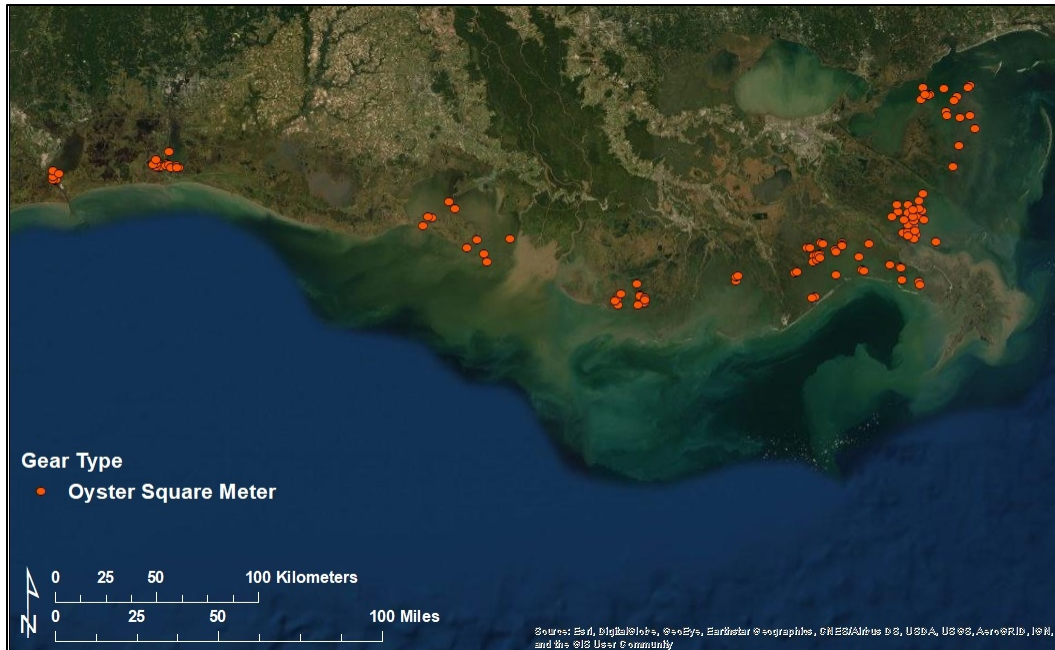 Gear Type
Oyster Square Meter
0 25 50 100 Kilometers
0 25 50 100 Miles
N
Source: Esri, DigitalGlobe, GeoEye, Earthstar Geographics, CNES/Airbus DS, USDA, USGS, AeroGRID, IGN,
and the GIS User Community